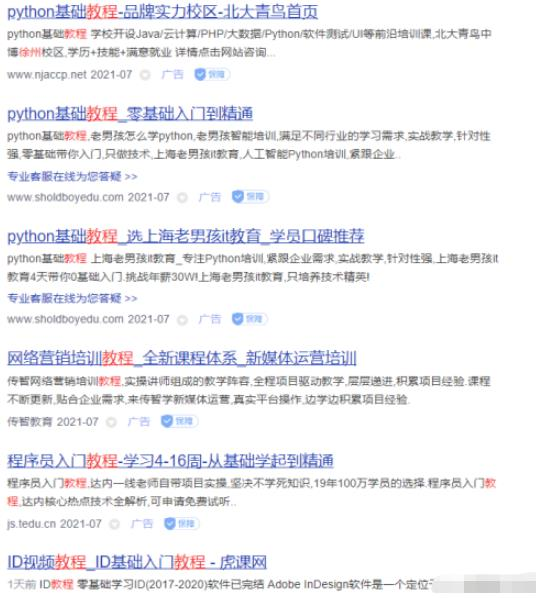 python基础教程-品牌实力校区-北大青鸟首页
python基础教程 学校开设Java/云计算/PHP/大数据/Python/软件测试/UI等前沿培训课,北大青鸟中
博徐州校区,学历+技能+满意就业 详情点击网站咨询...
www.njaccp.net 2021-07 广告 保障
python基础教程_零基础入门到精通
python基础教程,老男孩怎么学python,老男孩智能培训,满足不同行业的学习需求,实战教学,针对性
强,零基础带你入门,只做技术,上海老男孩it教育,人工智能Python培训,紧跟企业..
专业客服在线为您答疑 >>
www.sholdboyedu.com 2021-07 广告 保障
python基础教程_选上海老男孩it教育_学员口碑推荐
python基础教程 上海老男孩it教育_专注Python培训,紧跟企业需求,实战教学,针对性强,上海老男孩it
教育4天带你0基础入门.挑战年薪30W!上海老男孩it教育,只培养技术精英!
专业客服在线为您答疑 >>
www.sholdboyedu.com 2021-07 广告 保障
网络营销培训教程_全新课程体系_新媒体运营培训
传智网络营销培训教程,实操讲师组成的教学阵容,全程项目驱动教学,层层递进,积累项目经验.课程
不断更新,贴合企业需求,来传智学新媒体运营,真实平台操作,边学边积累项目经验.
传智教育 2021-07 广告 保障
程序员入门教程-学习4-16周-从基础学起到精通
程序员入门教程,达内一线老师自带项目实操,坚决不学死知识,19年100万学员的选择.程序员入门教
程,达内核心热点技术全解析,可申请免费试听..
js.tedu.cn 2021-07 广告 保障
ID视频教程_ID基础入门教程 - 虎课网
1天前 ID教程 零基础学习ID(2017-2020)软件已完结 Adobe InDesign软件是一个定位于